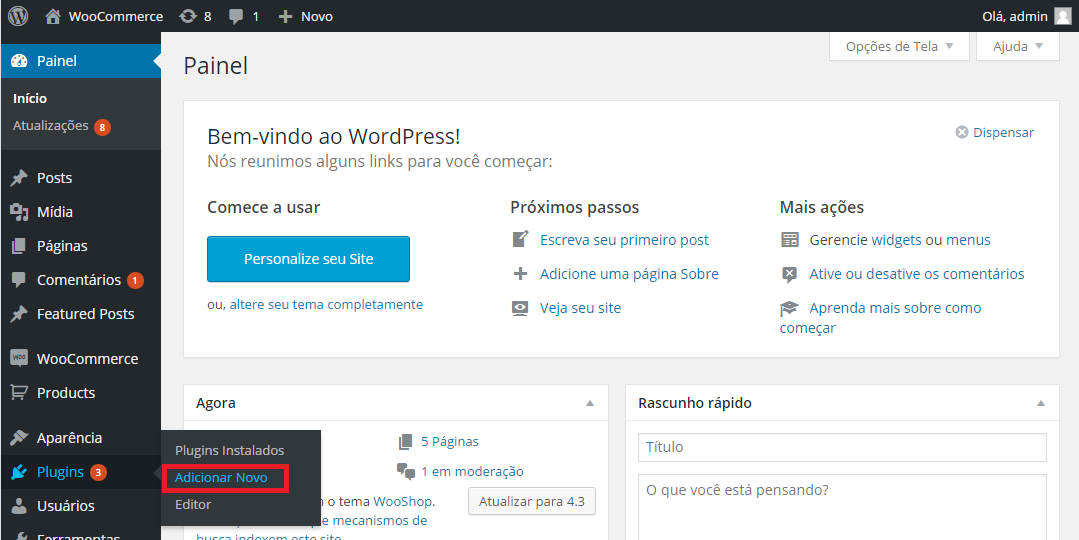 WooCommerce 8 1 Novo Olá, admin
Painel
Início
Atualizações 8
Posts
Mídia
Páginas
Comentários 1
Featured Posts
WooCommerce
Products
Aparência
Plugins 3
Usuários
Ferramentas
Plugins Instalados
Adicionar Novo
Editor
Opções de Tela Ajuda
Painel
Bem-vindo ao WordPress!
Dispensar
Nós reunimos alguns links para você começar:
Comece a usar
Personalize seu Site
ou, altere seu tema completamente
Próximos passos
Escreva seu primeiro post
Adicione uma página Sobre
Veja seu site
Mais ações
Gerencie widgets ou menus
Ative ou desative os comentários
Aprenda mais sobre como
começar
Agora
5 Páginas
1 em moderação
o tema WooShop.
Atualizar para 4.3
que mecanismos de
busca indexem este site
Rascunho rápido
Título
O que você está pensando?